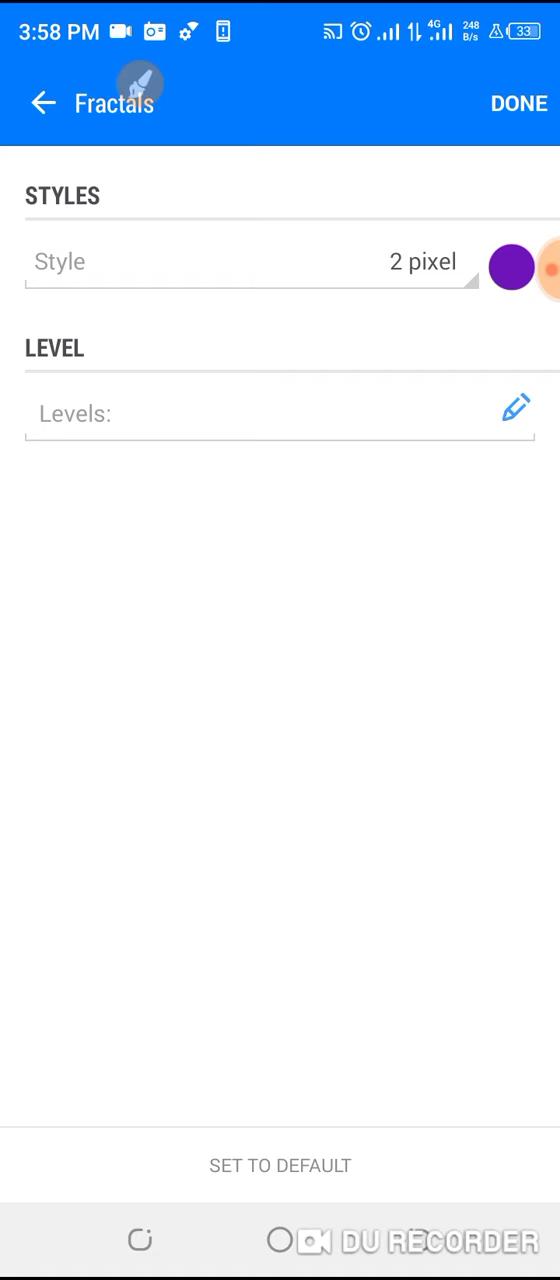 3:58 PM 4G 248 B/s 33
Fractals DONE
STYLES
Style 2 pixel
LEVEL
Levels:
SET TO DEFAULT
DU RECORDER